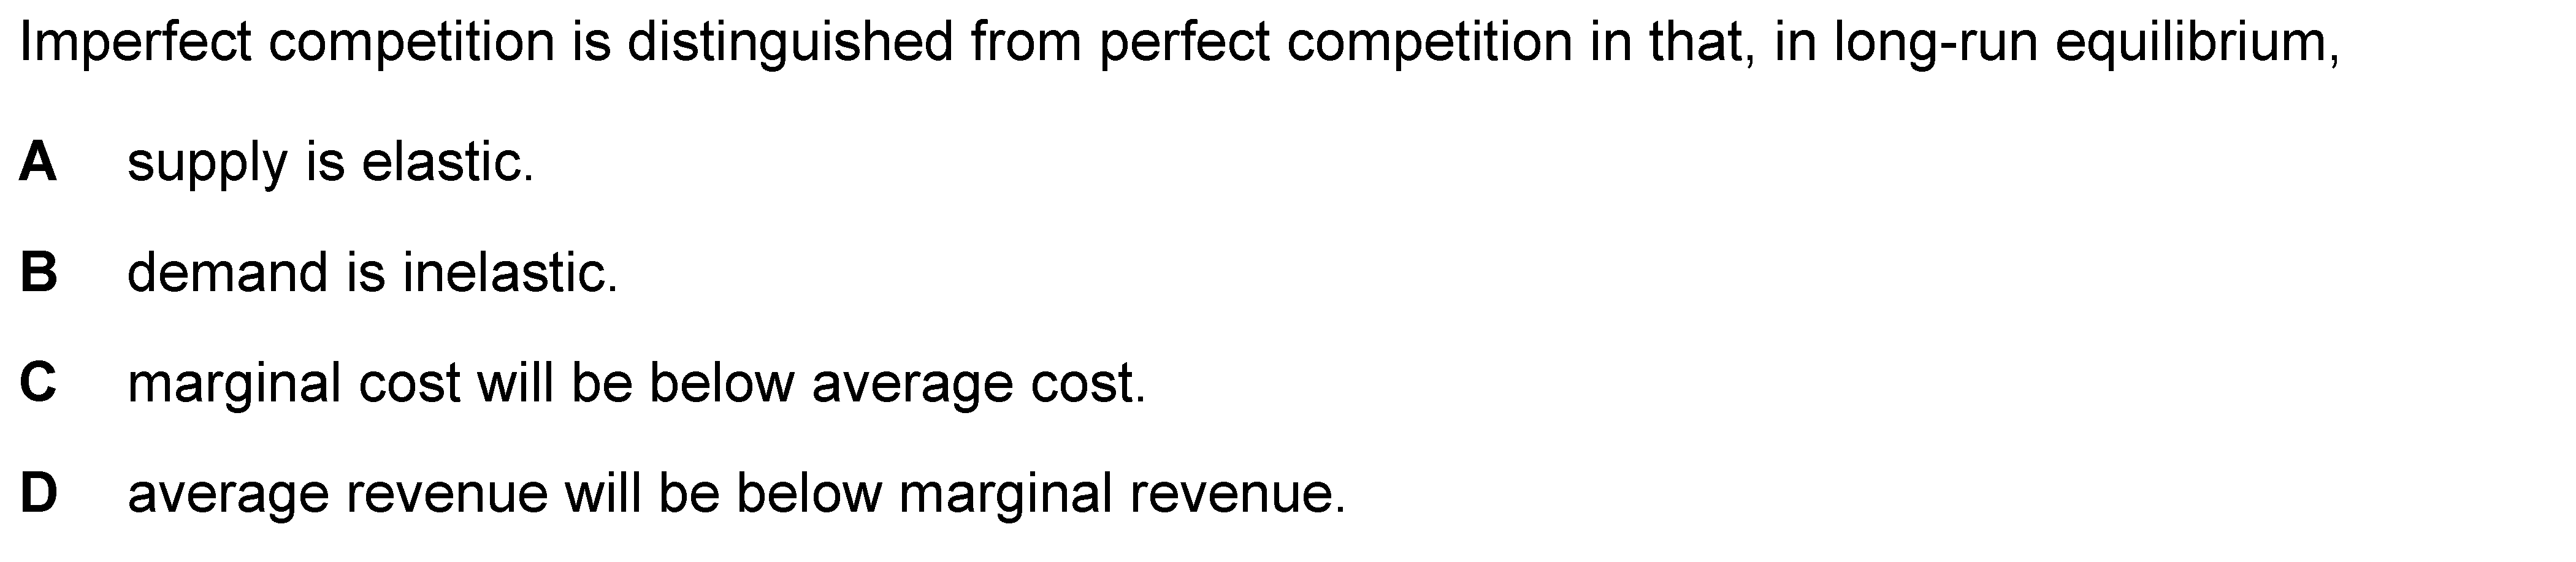 Imperfect competition is distinguished from perfect competition in that, in long-run equilibrium,
A supply is elastic.
B demand is inelastic.
C marginal cost will be below average cost.
D average revenue will be below marginal revenue.